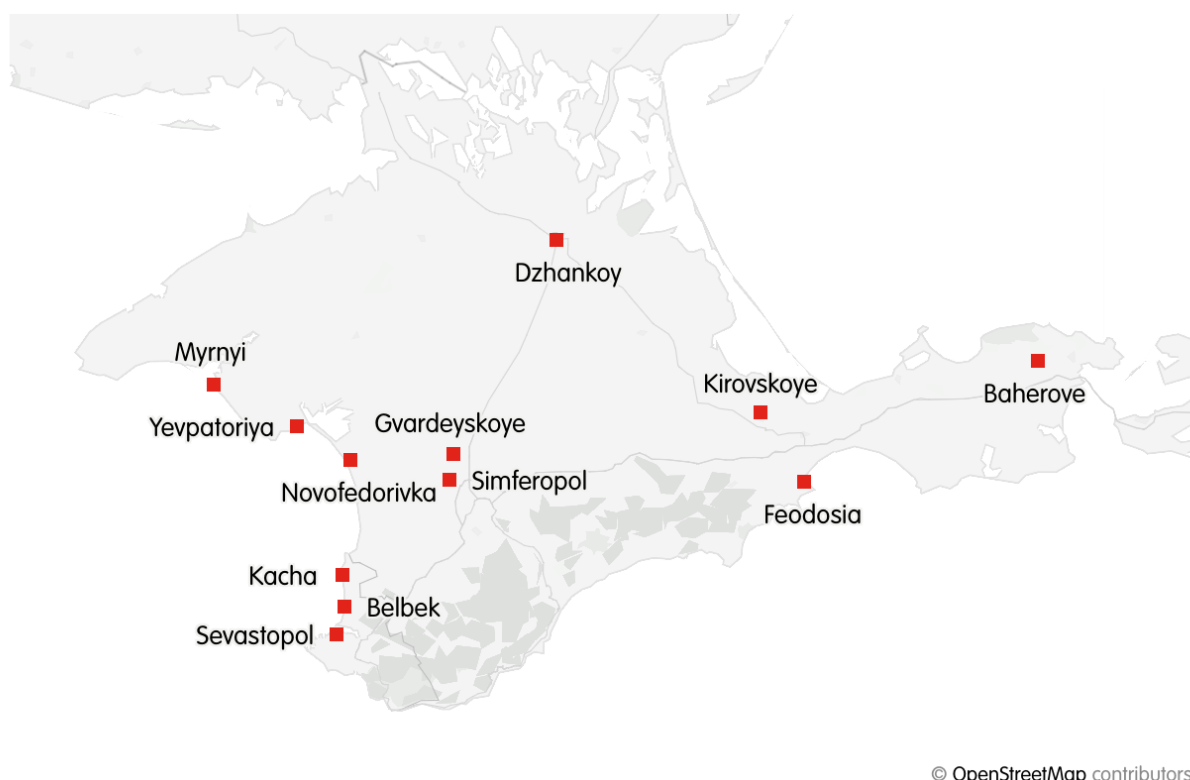 Dzhankoy
Myrnyi
Kirovskoye
Baherove
Yevpatoriya
Gvardeyskoye
Novofedorivka
Simferopol
Feodosia
Kacha
Belbek
Sevastopol
© OpenStreetMap contributors